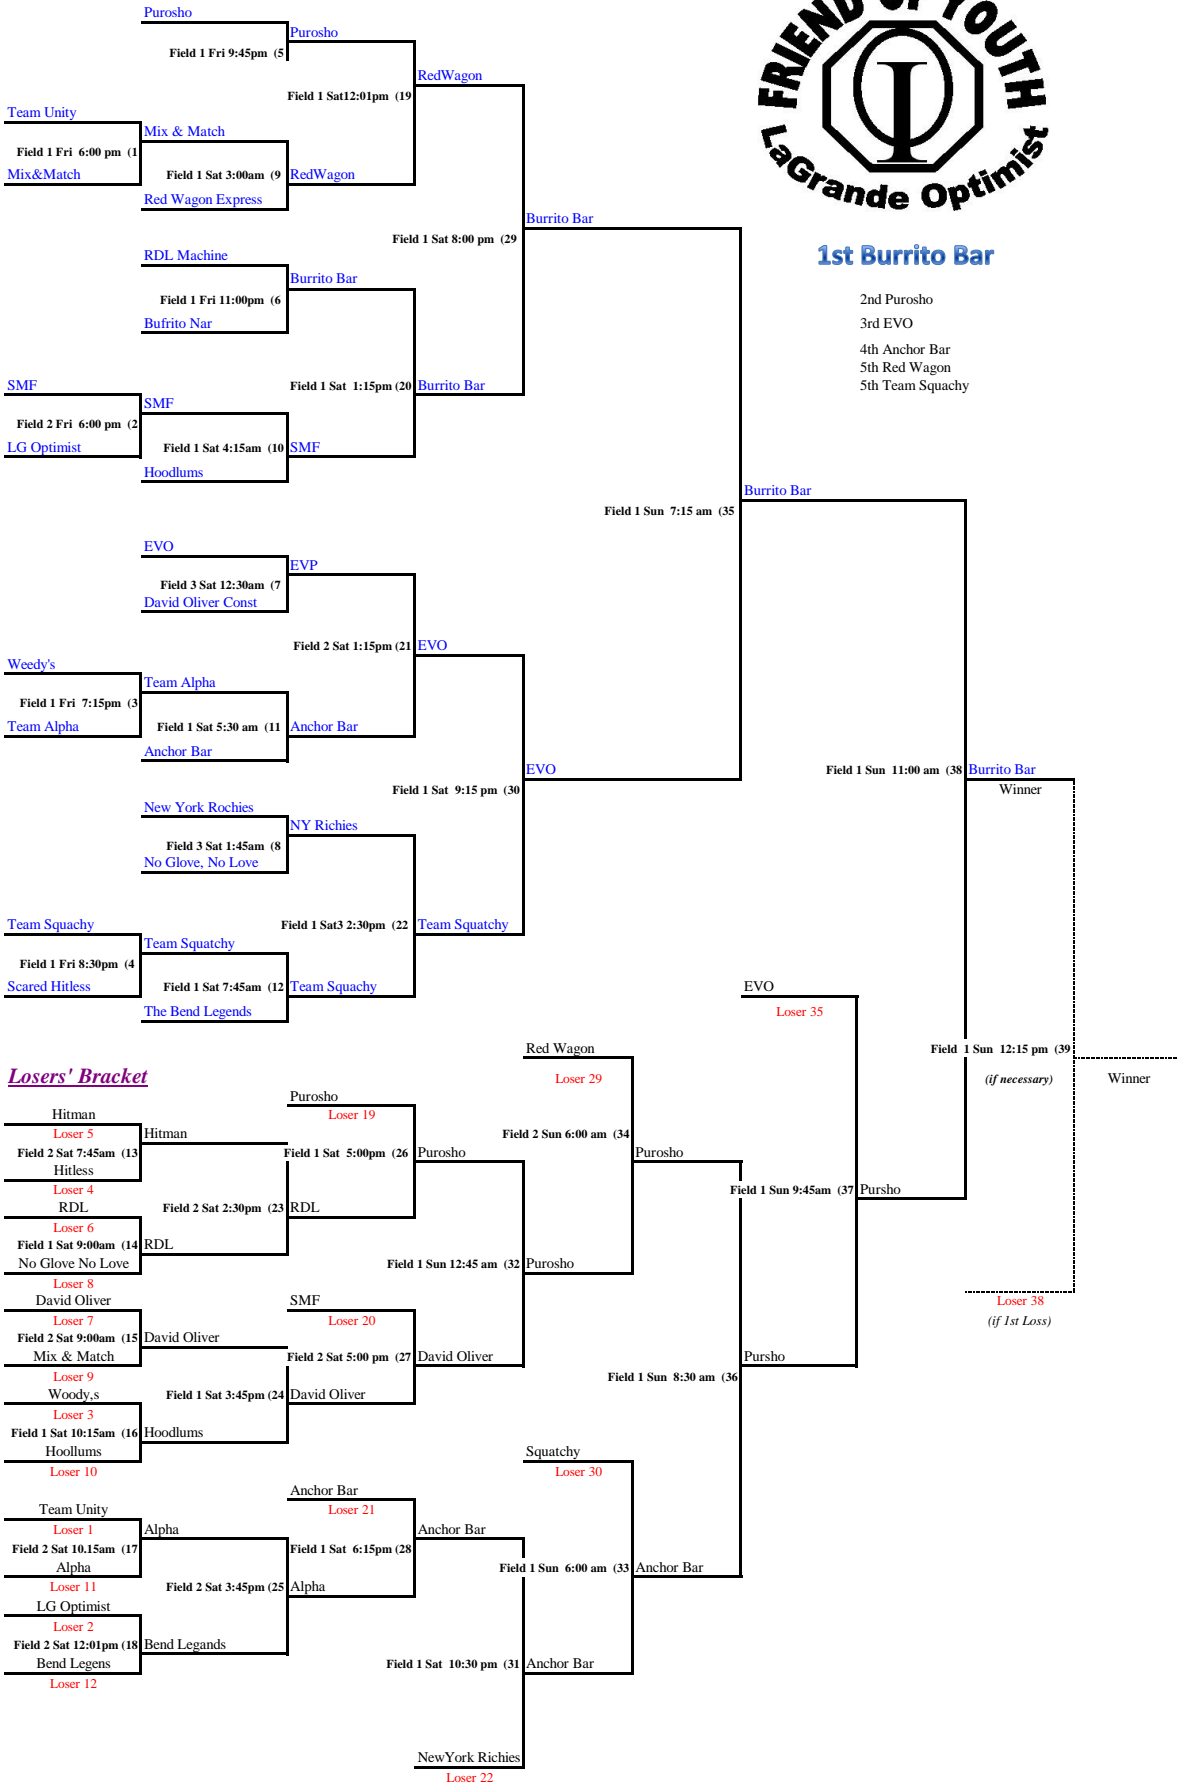 FRIEND OF YOUTH
LaGrande Optimist
1st Burrito Bar
2nd Purosho
3rd EVO
4th Anchor Bar
5th Red Wagon
5th Team Squachy
Purosho
Purosho
Field 1 Fri 9:45pm (5
RedWagon
Field 1 Sat12:01pm (19
Team Unity
Mix & Match
Field 1 Fri 6:00 pm (1
Mix&Match
Field 1 Sat 3:00am (9
RedWagon
Red Wagon Express
Burrito Bar
Field 1 Sat 8:00 pm (29
RDL Machine
Burrito Bar
Field 1 Fri 11:00pm (6
Bufrito Nar
SMF
Field 1 Sat 1:15pm (20
Burrito Bar
SMF
Field 2 Fri 6:00 pm (2
LG Optimist
Field 1 Sat 4:15am (10
SMF
Hoodlums
Burrito Bar
Field 1 Sun 7:15 am (35
EVO
EVP
Field 3 Sat 12:30am (7
David Oliver Const
Field 2 Sat 1:15pm (21
EVO
Weedy's
Team Alpha
Field 1 Fri 7:15pm (3
Team Alpha
Field 1 Sat 5:30 am (11
Anchor Bar
Anchor Bar
EVO
Field 1 Sun 11:00 am (38
Burrito Bar
Winner
Field 1 Sat 9:15 pm (30
New York Rochies
NY Richies
Field 3 Sat 1:45am (8
No Glove, No Love
Team Squachy
Field 1 Sat3 2:30pm (22
Team Squatchy
Team Squatchy
Field 1 Fri 8:30pm (4
Scared Hitless
Field 1 Sat 7:45am (12
Team Squachy
The Bend Legends
EVO
Loser 35
Red Wagon
Field 1 Sun 12:15 pm (39
Losers' Bracket
Loser 29
(if necessary)
Winner
Purosho
Hitman
Loser 19
Loser 5
Hitman
Field 2 Sun 6:00 am (34
Field 2 Sat 7:45am (13
Field 1 Sat 5:00pm (26
Purosho
Purosho
Hitless
Loser 4
Field 1 Sun 9:45am (37
Pursho
RDL
Field 2 Sat 2:30pm (23
RDL
Loser 6
Field 1 Sat 9:00am (14
RDL
No Glove No Love
Field 1 Sun 12:45 am (32
Purosho
Loser 8
David Oliver
SMF
Loser 38
Loser 7
Loser 20
(if 1st Loss)
Field 2 Sat 9:00am (15
David Oliver
Mix & Match
Field 2 Sat 5:00 pm (27
David Oliver
Pursho
Loser 9
Field 1 Sun 8:30 am (36
Woody,s
Field 1 Sat 3:45pm (24
David Oliver
Loser 3
Field 1 Sat 10:15am (16
Hoodlums
Hoollums
Squatchy
Loser 10
Loser 30
Anchor Bar
Team Unity
Loser 21
Loser 1
Alpha
Anchor Bar
Field 2 Sat 10.15am (17
Field 1 Sat 6:15pm (28
Alpha
Field 1 Sun 6:00 am (33
Anchor Bar
Loser 11
Field 2 Sat 3:45pm (25
Alpha
LG Optimist
Loser 2
Field 2 Sat 12:01pm (18
Bend Legands
Bend Legens
Field 1 Sat 10:30 pm (31
Anchor Bar
Loser 12
NewYork Richies
Loser 22